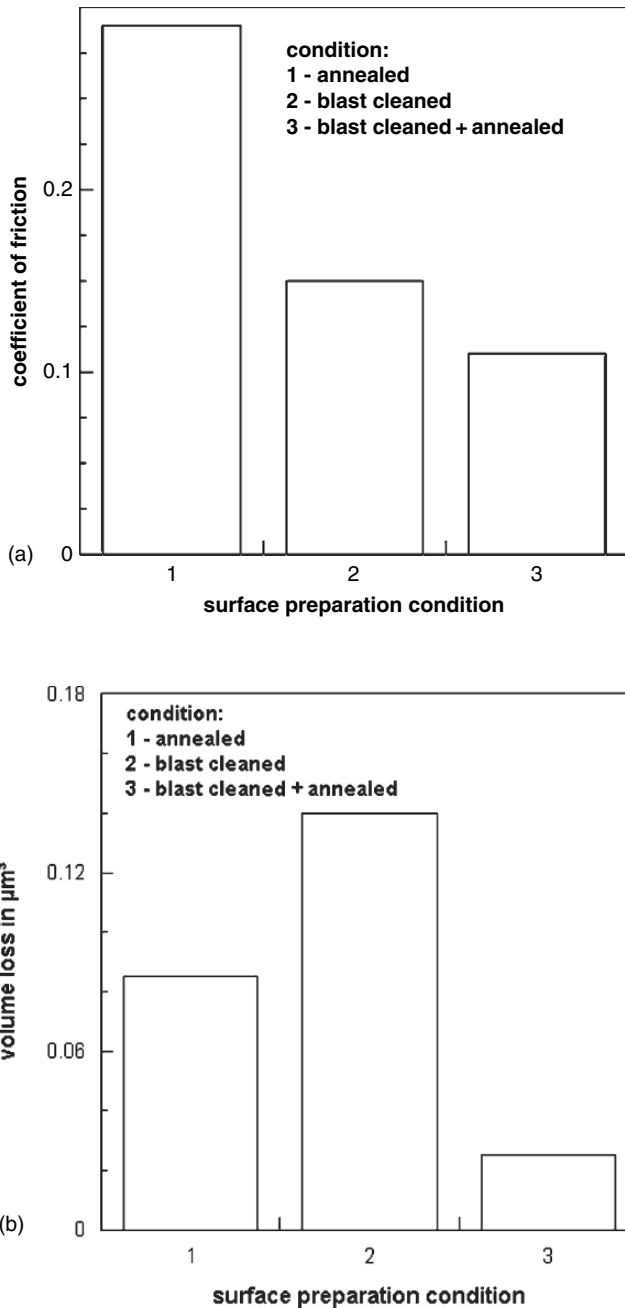 condition:
1 - annealed
2 - blast cleaned
3 - blast cleaned + annealed
coefficient of friction
0.2
0.1
0
(a)
1 2 3
surface preparation condition
0.18
condition:
1 - annealed
2 - blast cleaned
3 - blast cleaned + annealed
0.12
volume loss in µm³
0.06
0
(b)
1 2 3
surface preparation condition